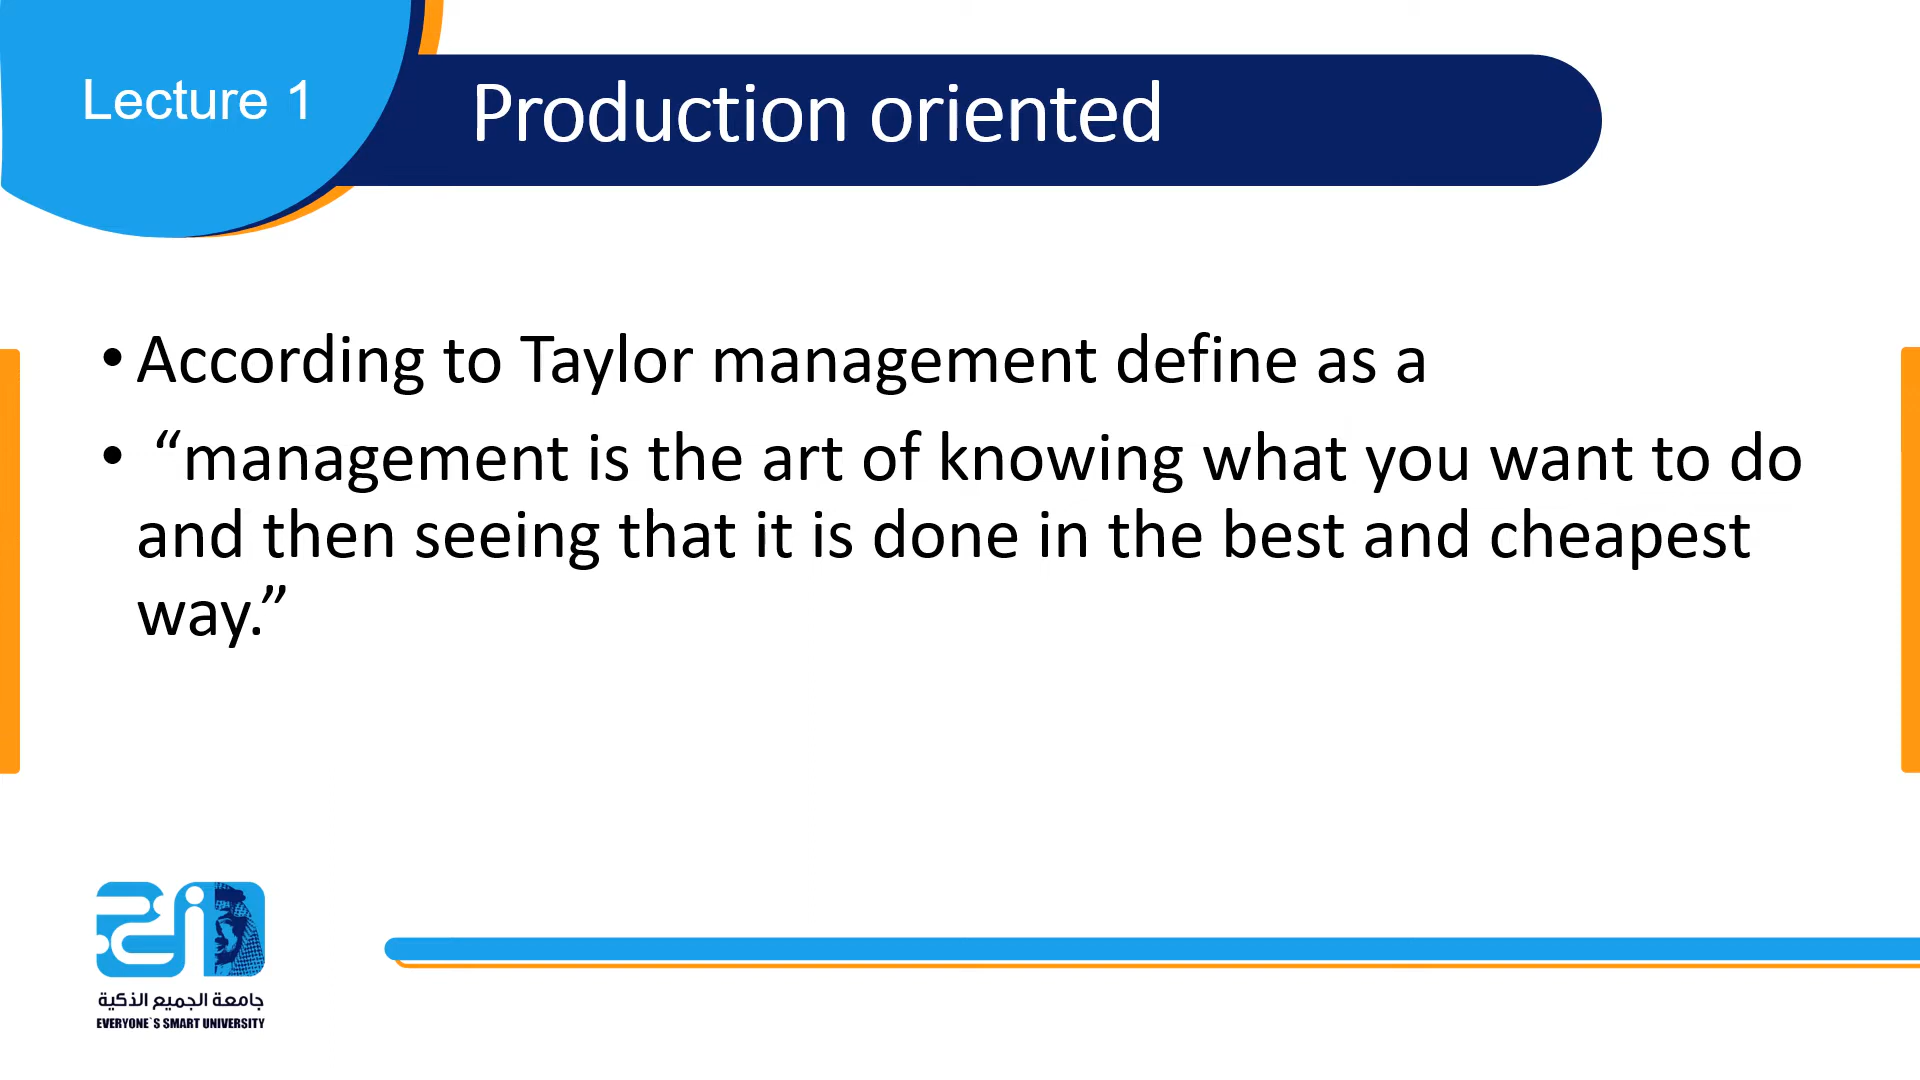 Lecture 1
Production oriented
• According to Taylor management define as a
• “management is the art of knowing what you want to do
and then seeing that it is done in the best and cheapest
way.”
جامعة الجميع الذكية
EVERYONE`S SMART UNIVERSITY